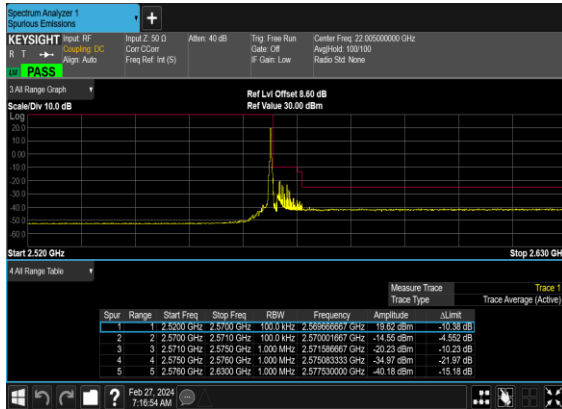 Spectrum Analyzer 1
Spurious Emissions
+
KEYSIGHT
R T
LU PASS
Input: RF
Coupling: DC
Align: Auto
Input Z: 50 Ω
Corr CCorr
Freq Ref: Int (S)
Atten: 40 dB
Trig: Free Run
Gate: Off
IF Gain: Low
Center Freq: 22.005000000 GHz
Avg|Hold: 100/100
Radio Std: None
3 All Range Graph
Ref Lvl Offset 8.60 dB
Scale/Div 10.0 dB
Ref Value 30.00 dBm
Log
20.0
10.0
0.00
-10.0
-20.0
-30.0
-40.0
-50.0
-60.0
Start 2.520 GHz
Stop 2.630 GHz
4 All Range Table
Measure Trace Trace 1
Trace Type Trace Average (Active)
Spur Range Start Freq Stop Freq RBW Frequency Amplitude ΔLimit
1 1 2.5200 GHz 2.5700 GHz 100.0 kHz 2.569666667 GHz 19.62 dBm -10.38 dB
2 2 2.5700 GHz 2.5710 GHz 100.0 kHz 2.570001667 GHz -14.55 dBm -4.552 dB
3 3 2.5710 GHz 2.5750 GHz 1.000 MHz 2.571586667 GHz -20.23 dBm -10.23 dB
4 4 2.5750 GHz 2.5760 GHz 1.000 MHz 2.575083333 GHz -34.97 dBm -21.97 dB
5 5 2.5760 GHz 2.6300 GHz 1.000 MHz 2.577530000 GHz -40.18 dBm -15.18 dB
?
Feb 27, 2024
7:16:54 AM